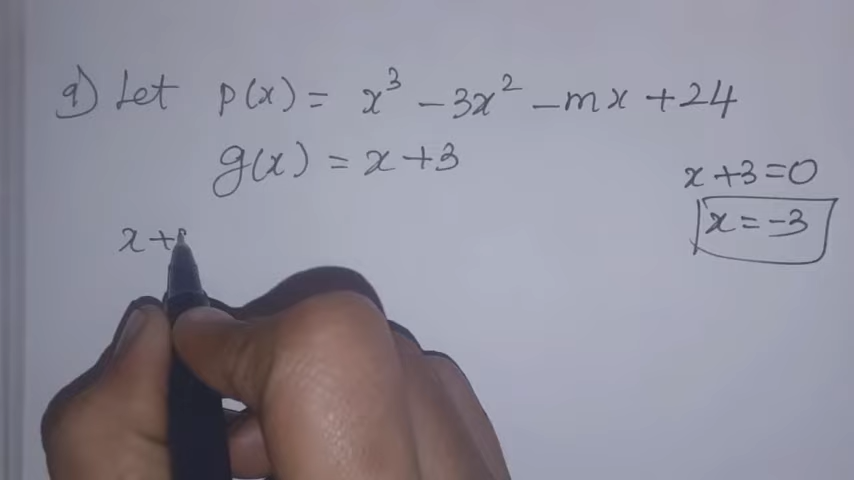 9) Let p(x) = x³ - 3x² - mx + 24
g(x) = x + 3
x + 3 = 0
x = -3
x +